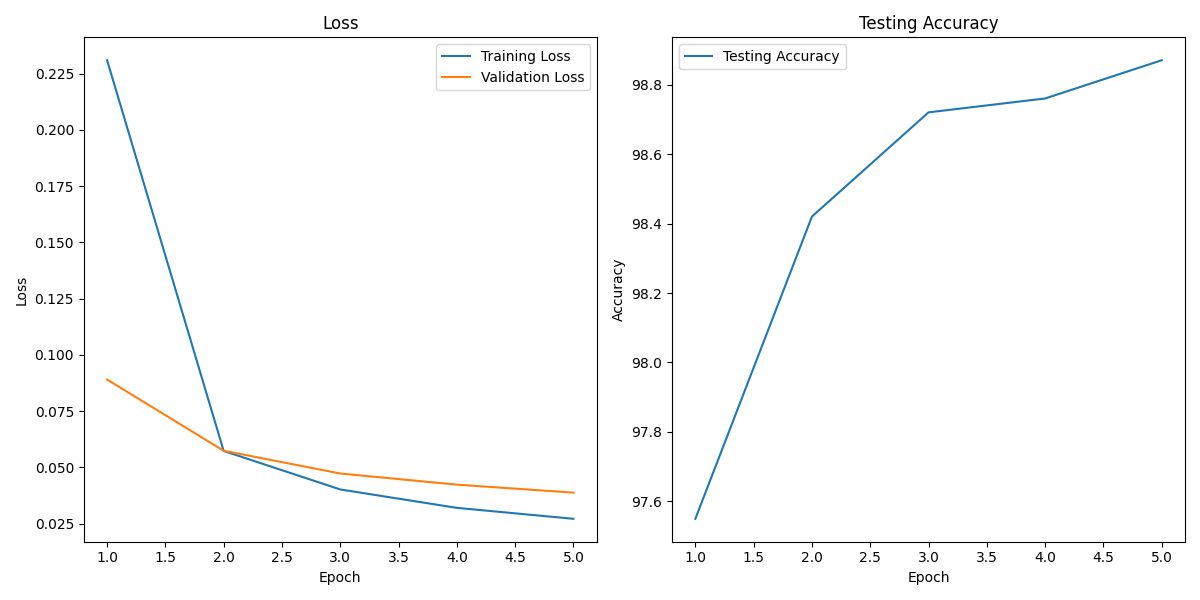 Loss
Training Loss
Validation Loss
0.225
0.200
0.175
0.150
0.125
0.100
0.075
0.050
0.025
Loss
1.0 1.5 2.0 2.5 3.0 3.5 4.0 4.5 5.0
Epoch
Testing Accuracy
Testing Accuracy
98.8
98.6
98.4
98.2
98.0
97.8
97.6
Accuracy
1.0 1.5 2.0 2.5 3.0 3.5 4.0 4.5 5.0
Epoch